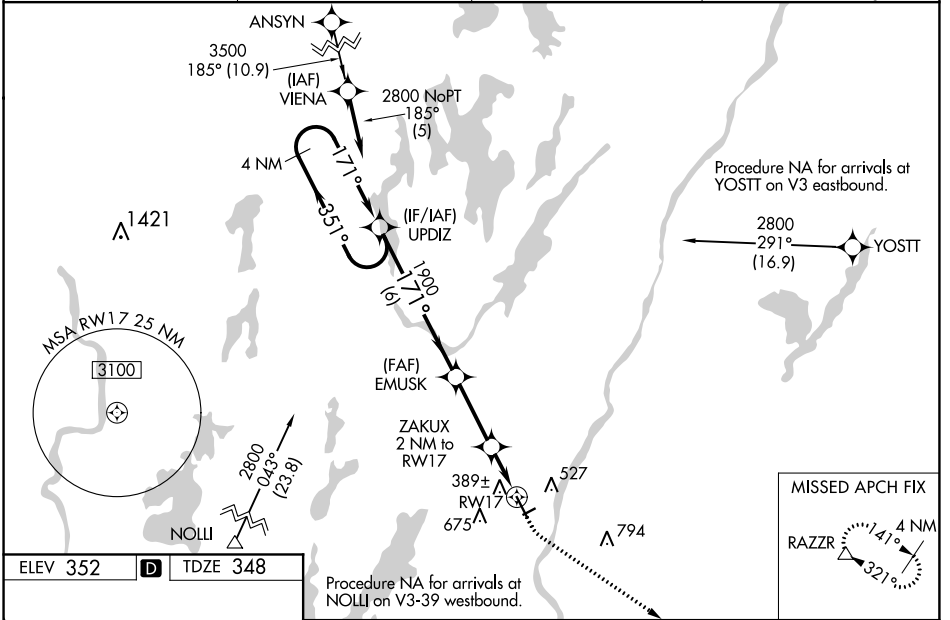 ANSYN
3500
185° (10.9)
(IAF)
VIENA
2800 NoPT
185°
(5)
4 NM
171°
351°
(IF/IAF)
UPDIZ
1421
Procedure NA for arrivals at
YOSTT on V3 eastbound.
2800
291°
(16.9)
YOSTT
1900
171°
(6)
MSA RW17 25 NM
3100
(FAF)
EMUSK
ZAKUX
2 NM to
RW17
2800
043°
(23.8)
NOLLI
389±
RW17
527
675
794
MISSED APCH FIX
RAZZR
141°
4 NM
321°
ELEV 352
D
TDZE 348
Procedure NA for arrivals at
NOLLI on V3-39 westbound.